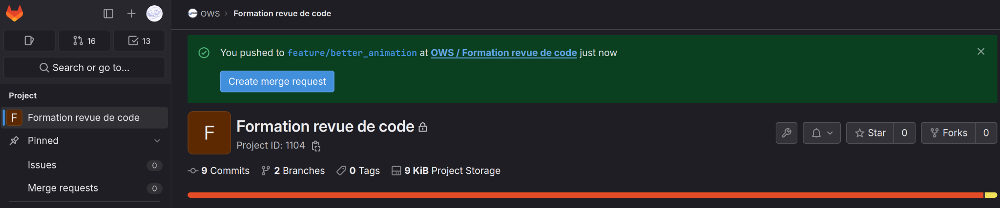 OWS > Formation revue de code
16
13
Search or go to...
Project
F Formation revue de code
Pinned
Issues 0
Merge requests 0
You pushed to feature/better_animation at OWS / Formation revue de code just now
Create merge request
F
Formation revue de code
Project ID: 1104
Star 0
Forks 0
9 Commits 2 Branches 0 Tags 9 KiB Project Storage